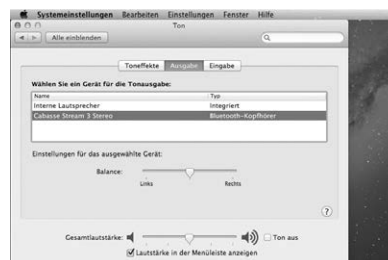 Systemeinstellungen Bearbeiten Einstellungen Fenster Hilfe
Ton
Alle einblenden
Toneffekte Ausgabe Eingabe
Wählen Sie ein Gerät für die Tonausgabe:
Name Typ
Interne Lautsprecher Integriert
Cabasse Stream 3 Stereo Bluetooth-Kopfhörer
Einstellungen für das ausgewählte Gerät:
Balance:
Links Rechts
?
Gesamtlautstärke: Ton aus
Lautstärke in der Menüleiste anzeigen